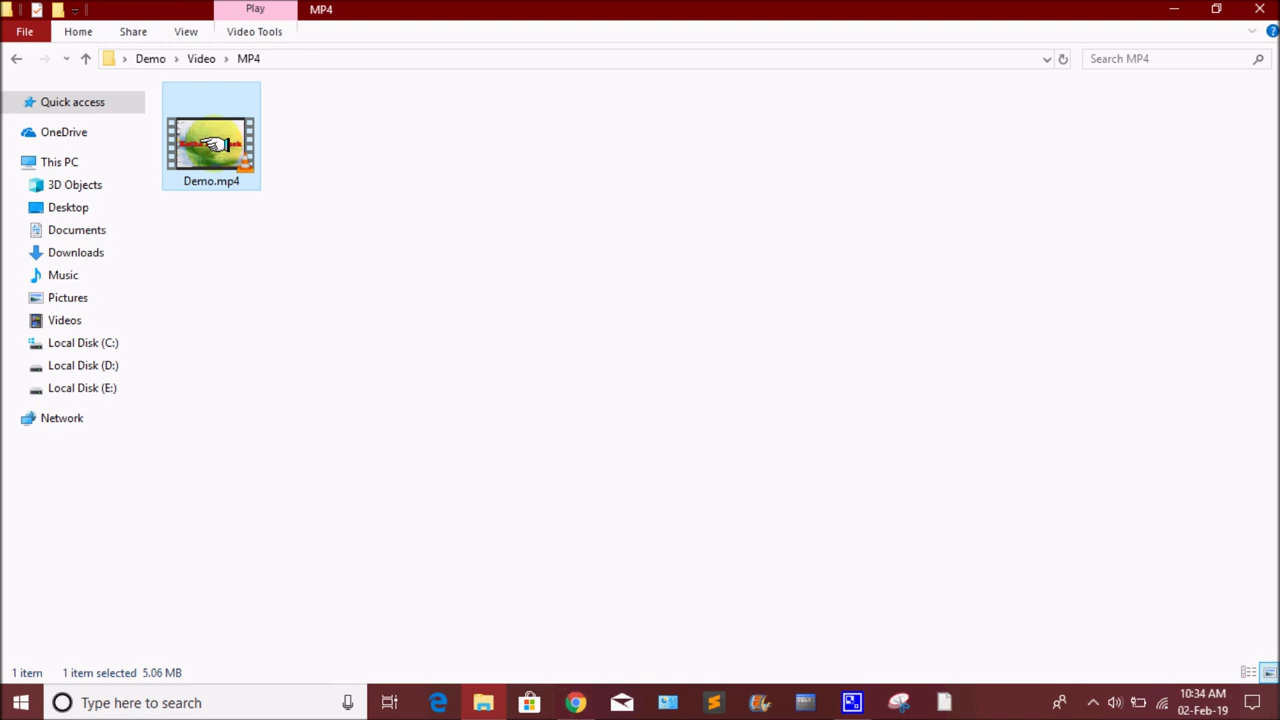 Play
MP4
File
Home
Share
View
Video Tools
Demo
Video
MP4
Search MP4
Quick access
OneDrive
This PC
3D Objects
Desktop
Documents
Downloads
Music
Pictures
Videos
Local Disk (C:)
Local Disk (D:)
Local Disk (E:)
Network
Demo.mp4
1 item
1 item selected 5.06 MB
Type here to search
10:34 AM
02-Feb-19